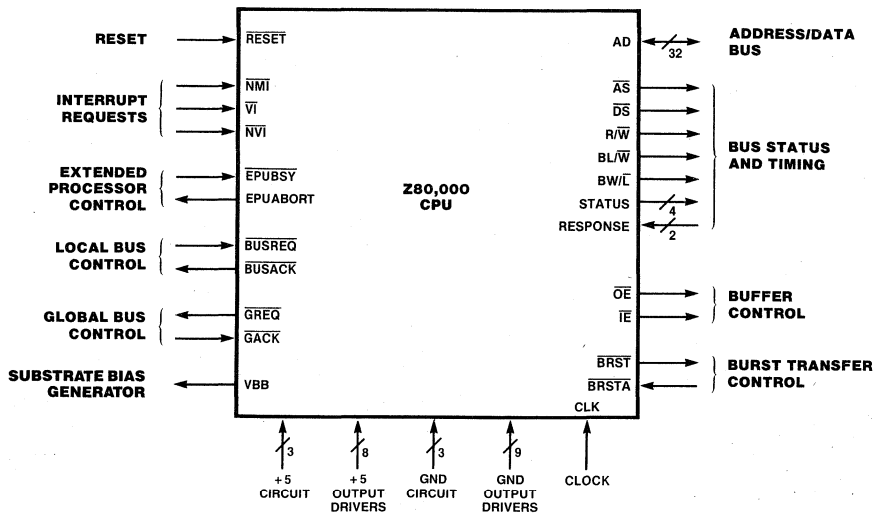 RESET
INTERRUPT
REQUESTS
EXTENDED
PROCESSOR
CONTROL
LOCAL BUS
CONTROL
GLOBAL BUS
CONTROL
SUBSTRATE BIAS
GENERATOR
RESET
NMI
VI
NVI
EPUBSY
EPUABORT
BUSREQ
BUSACK
GREQ
GACK
VBB
Z80,000
CPU
AD
AS
DS
R/W
BL/W
BW/L
STATUS
RESPONSE
OE
IE
BRST
BRSTA
CLK
32
4
2
ADDRESS/DATA
BUS
BUS STATUS
AND TIMING
BUFFER
CONTROL
BURST TRANSFER
CONTROL
3
8
3
9
+5
CIRCUIT
+5
OUTPUT
DRIVERS
GND
CIRCUIT
GND
OUTPUT
DRIVERS
CLOCK